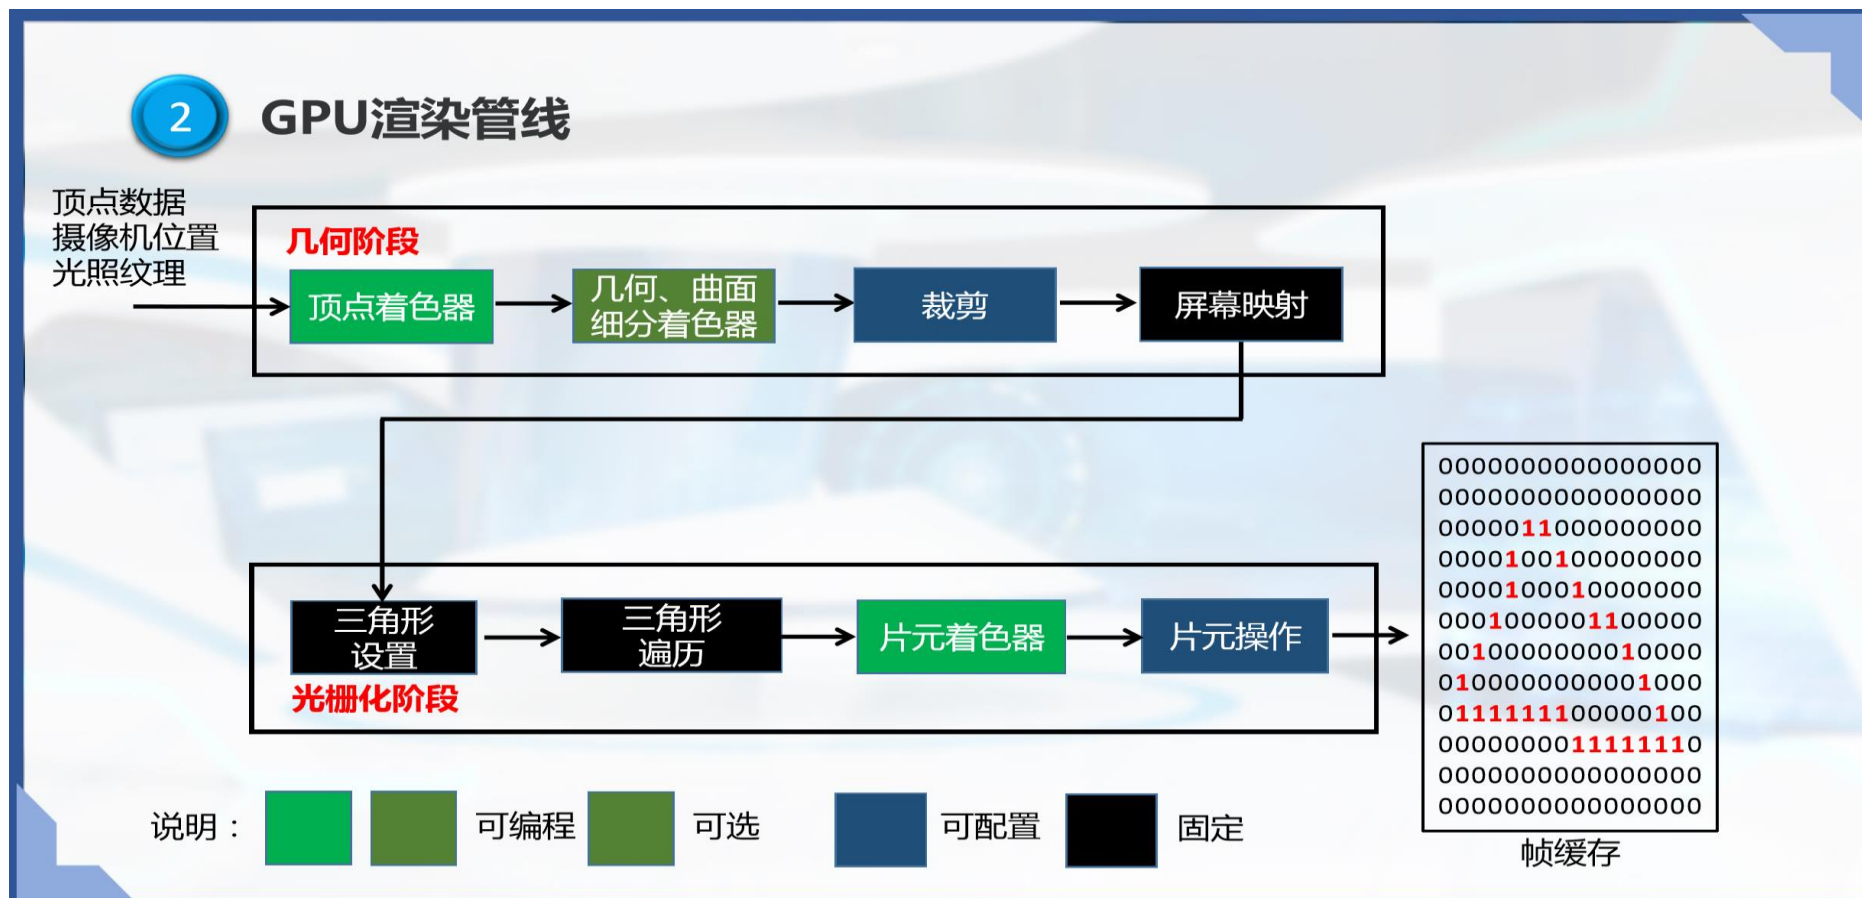 2
GPU渲染管线
顶点数据
摄像机位置
光照纹理
几何阶段
顶点着色器
几何、曲面
细分着色器
裁剪
屏幕映射
三角形
设置
三角形
遍历
片元着色器
片元操作
光栅化阶段
0000000000000000
0000000000000000
0000011000000000
0000100100000000
0000100010000000
0001000001100000
0010000000010000
0100000000001000
0111111100000100
0000000011111110
0000000000000000
0000000000000000
帧缓存
说明：
可编程
可选
可配置
固定